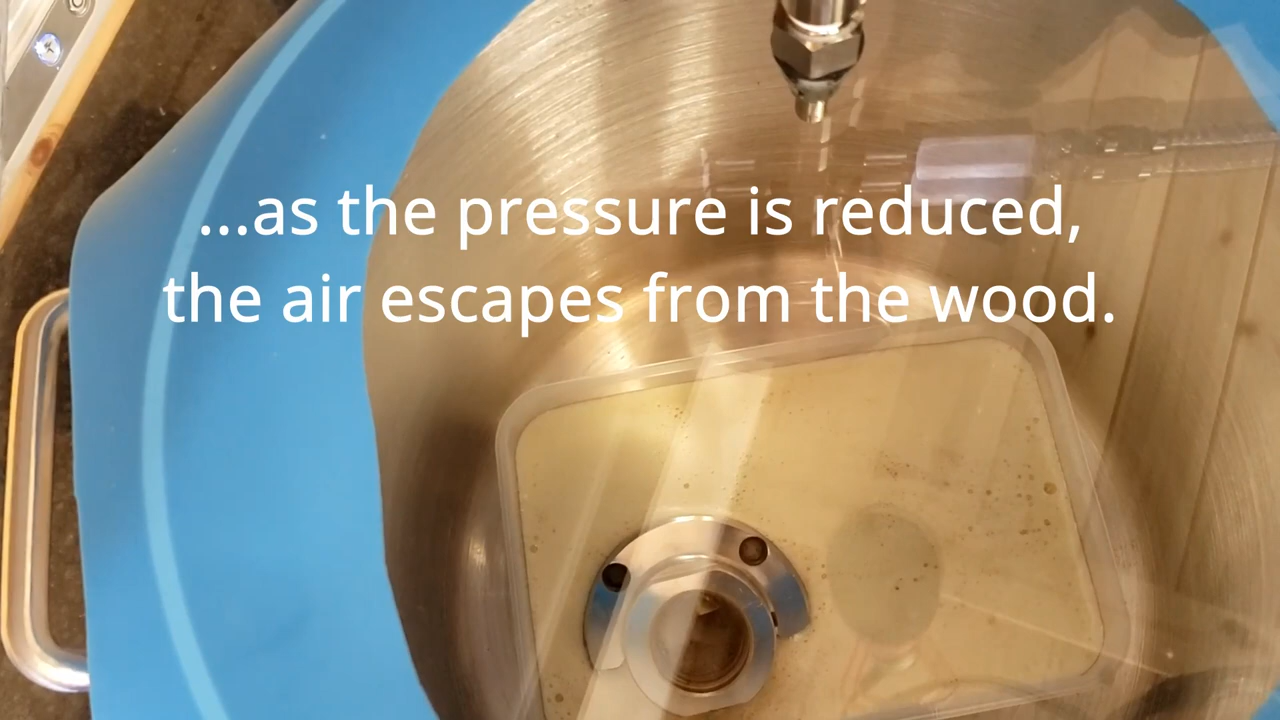 ...as the pressure is reduced,
the air escapes from the wood.